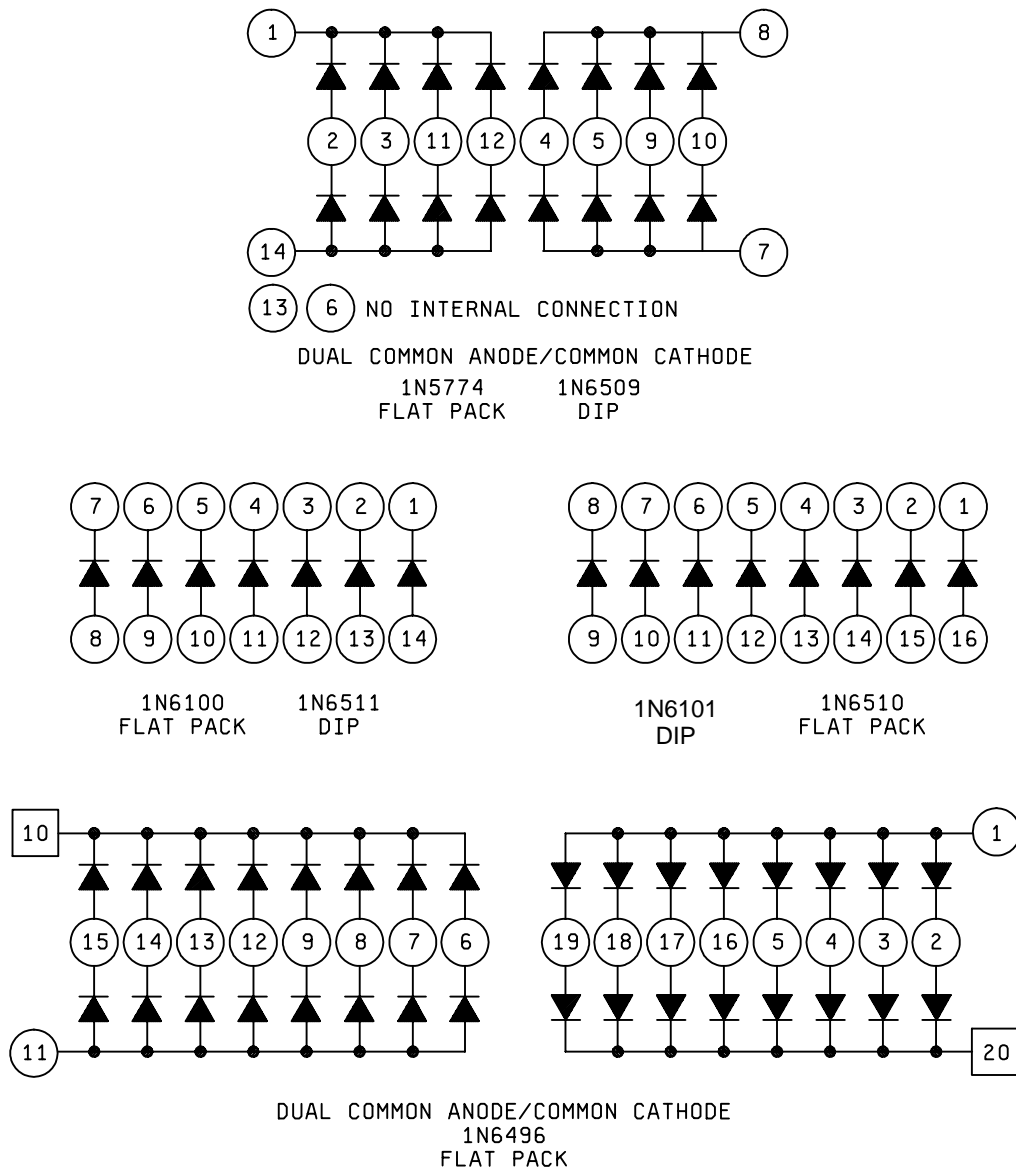 1 8
2 3 11 12 4 5 9 10
14 7
13 6 NO INTERNAL CONNECTION
DUAL COMMON ANODE/COMMON CATHODE
1N5774 1N6509
FLAT PACK DIP
7 6 5 4 3 2 1
8 9 10 11 12 13 14
1N6100 1N6511
FLAT PACK DIP
8 7 6 5 4 3 2 1
9 10 11 12 13 14 15 16
1N6101 1N6510
DIP FLAT PACK
10 1
15 14 13 12 9 8 7 6 19 18 17 16 5 4 3 2
11 20
DUAL COMMON ANODE/COMMON CATHODE
1N6496
FLAT PACK